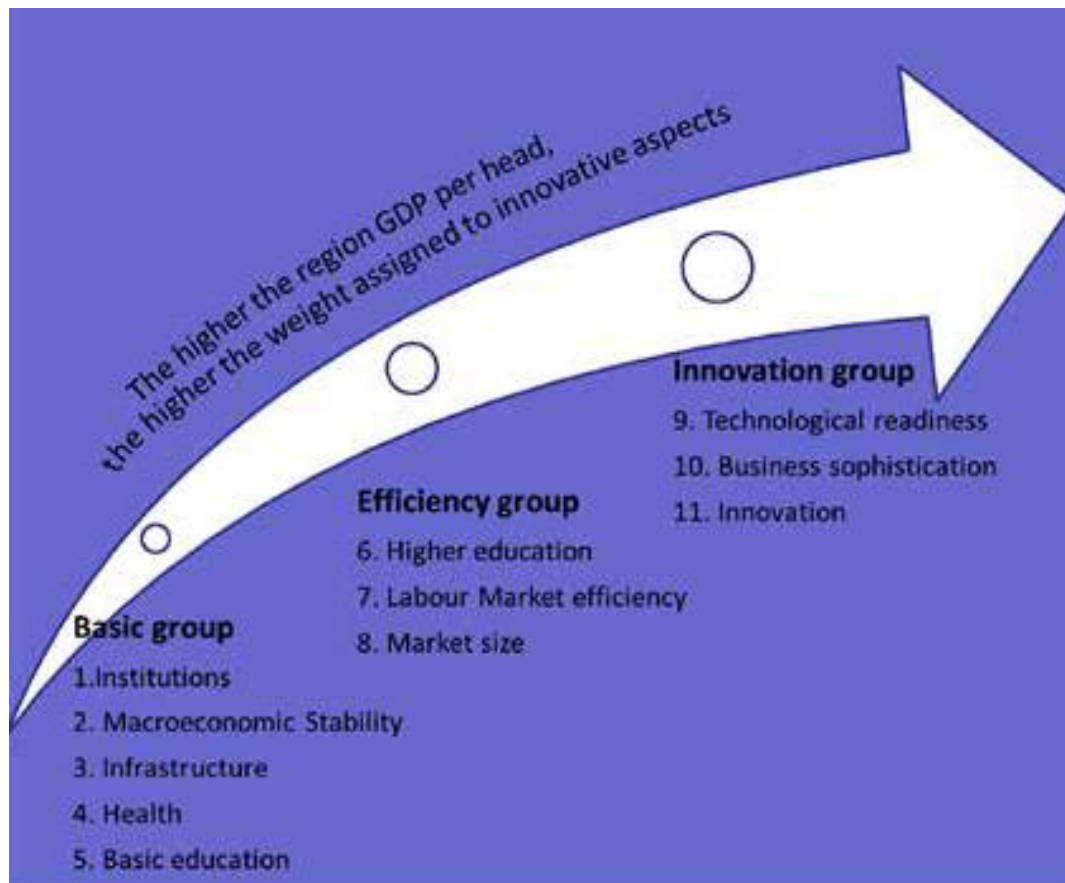 The higher the region GDP per head,
the higher the weight assigned to innovative aspects
Innovation group
9. Technological readiness
10. Business sophistication
11. Innovation
Efficiency group
6. Higher education
7. Labour Market efficiency
8. Market size
Basic group
1.Institutions
2. Macroeconomic Stability
3. Infrastructure
4. Health
5. Basic education